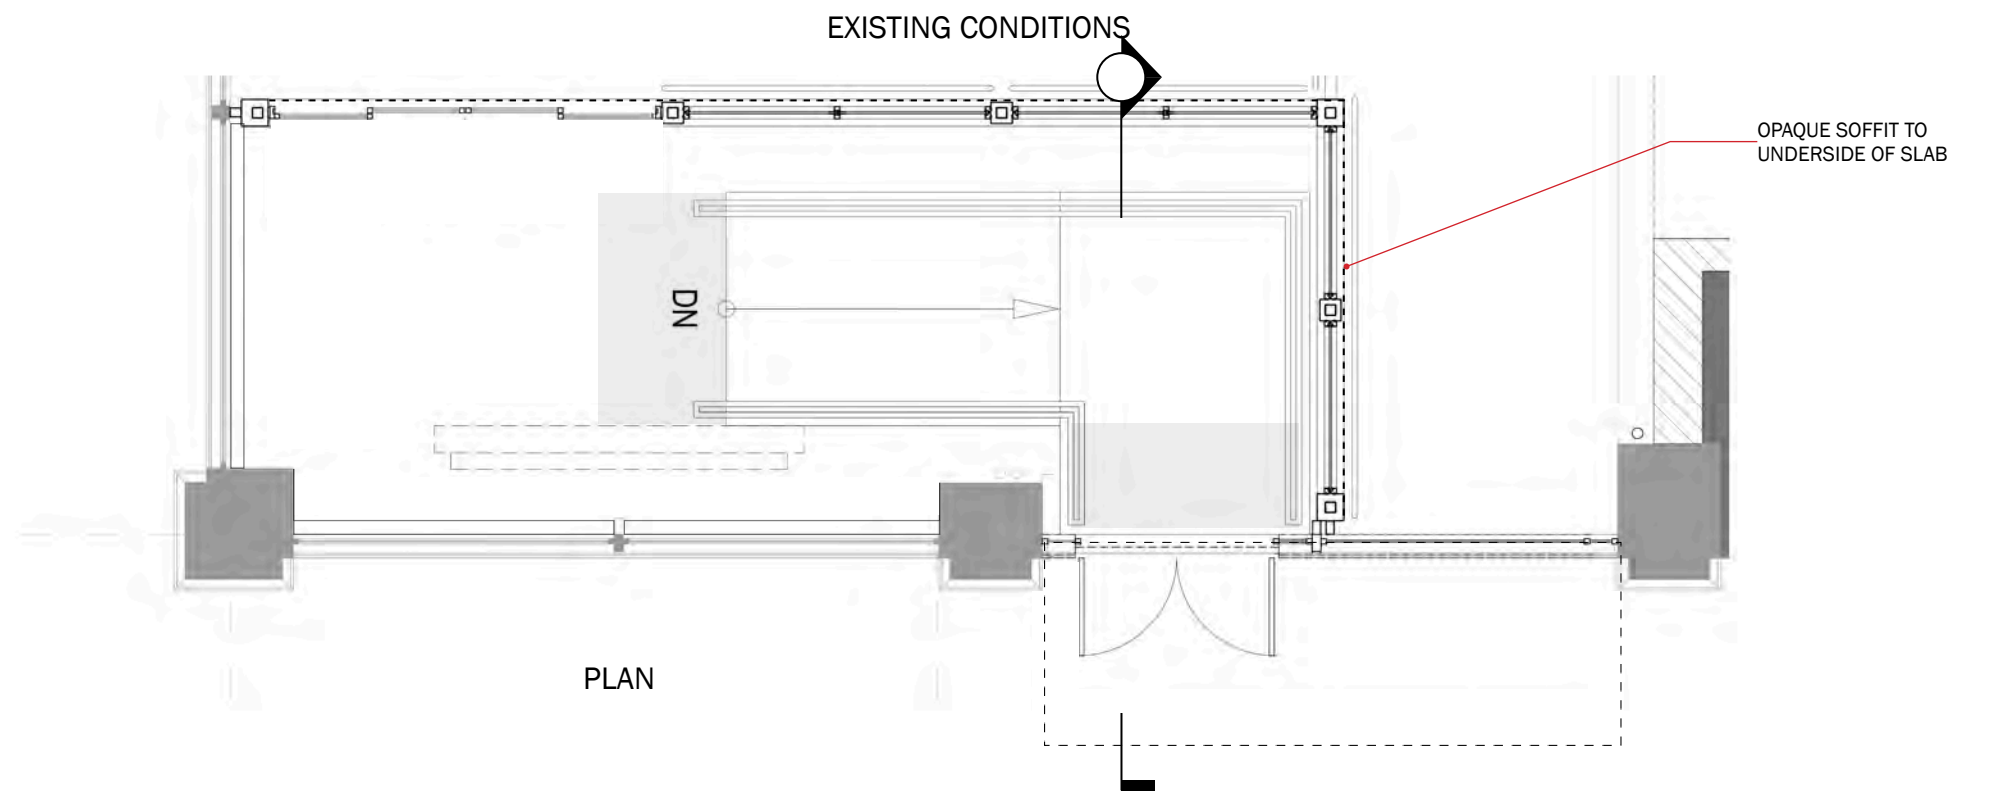 EXISTING CONDITIONS
OPAQUE SOFFIT TO
UNDERSIDE OF SLAB
DN
PLAN